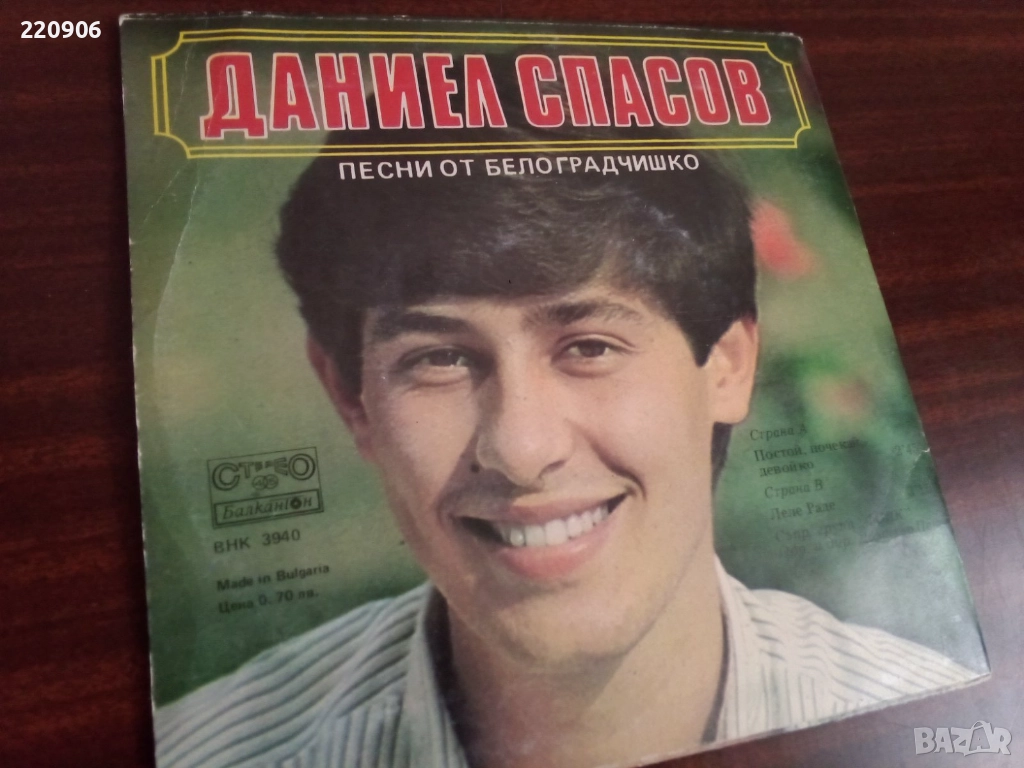 220906
ДАНИЕЛ СПАСОВ
ПЕСНИ ОТ БЕЛОГРАДЧИШКО
СТЕРЕО
Балкантон
ВНК 3940
Made in Bulgaria
Цена 0.70 лв.
Страна А
Постой, почекай,
девойко
Страна В
Леле Раде
BAZAR